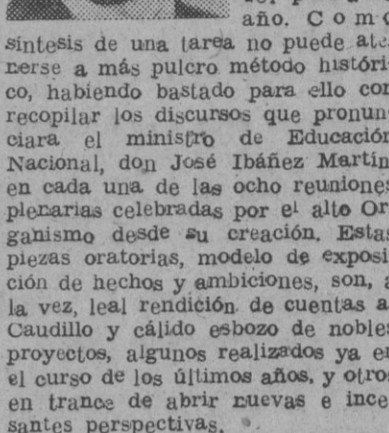 año. Como
síntesis de una tarea no puede ate
nerse a más pulcro método históri
co, habiendo bastado para ello con
recopilar los discursos que pronun
ciara el ministro de Educación
Nacional, don José Ibáñez Martín
en cada una de las ocho reuniones
plenarias celebradas por el alto Or
ganismo desde su creación. Estas
piezas oratorias, modelo de exposi
ción de hechos y ambiciones, son, a
la vez, leal rendición de cuentas a
Caudillo y cálido esbozo de nobles
proyectos, algunos realizados ya en
el curso de los últimos años, y otro
en trance de abrir nuevas e ince
santes perspectivas.